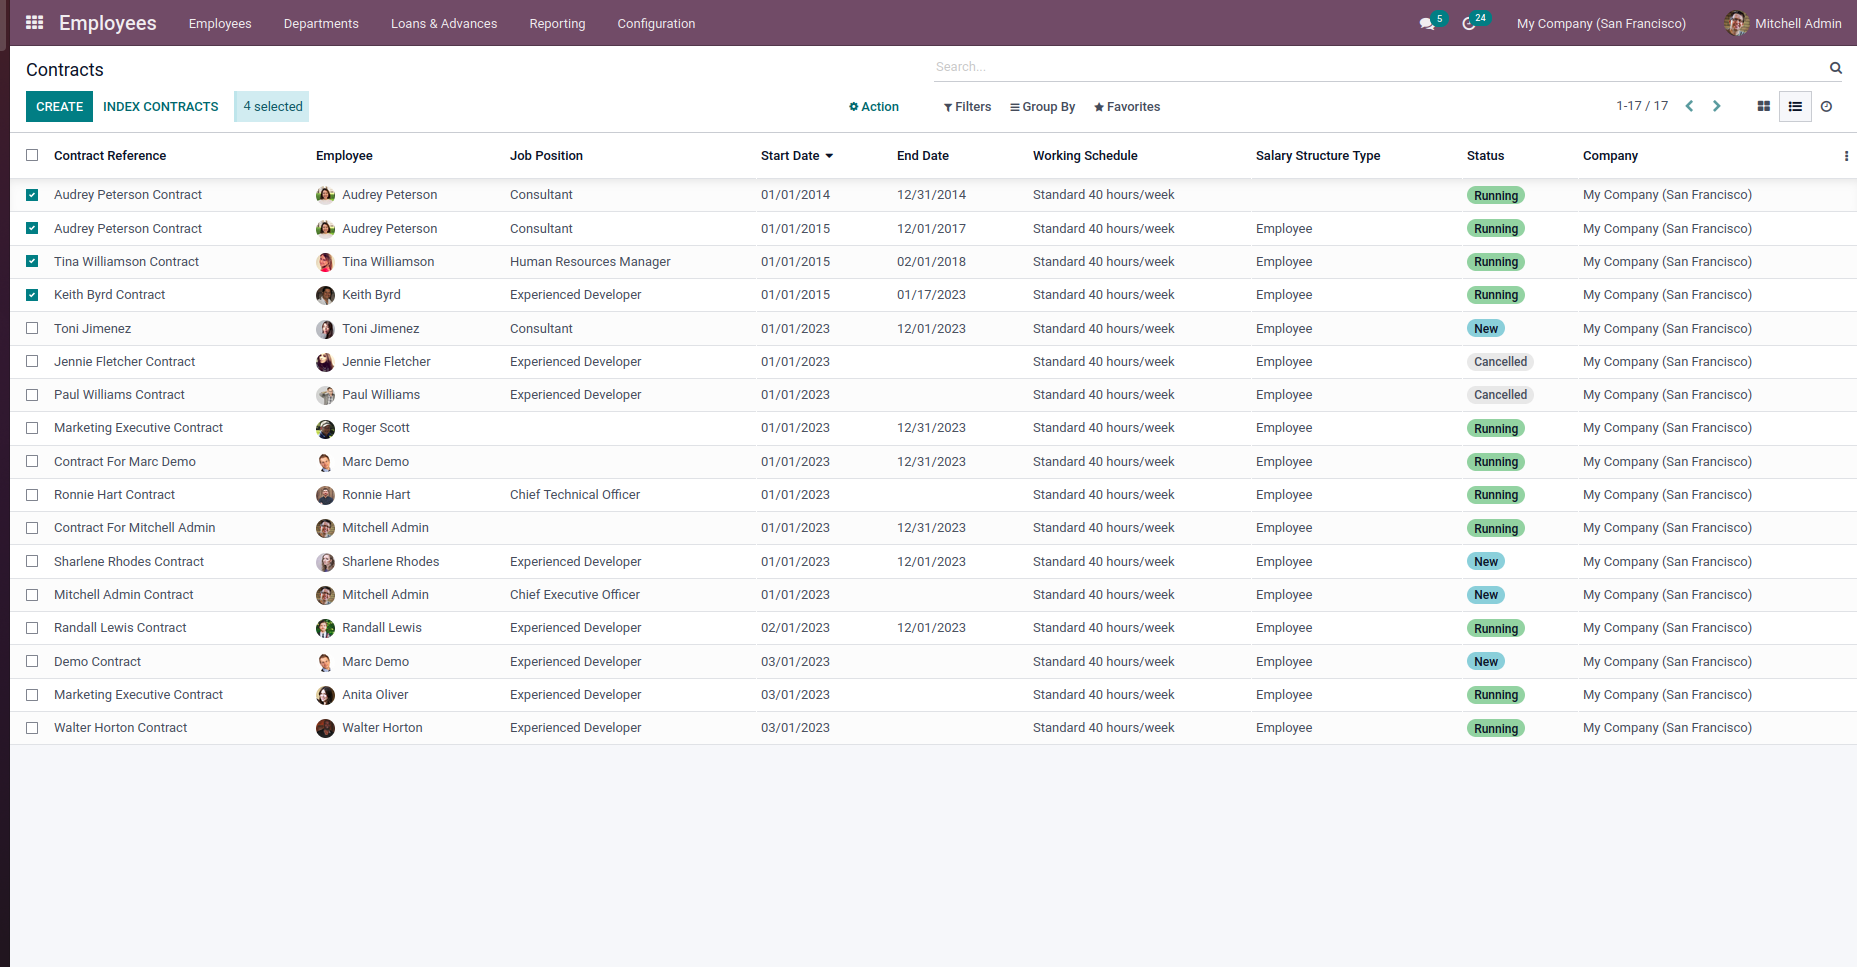 Employees Employees Departments Loans & Advances Reporting Configuration 5 24 My Company (San Francisco) Mitchell Admin
Contracts Search...
CREATE INDEX CONTRACTS 4 selected Action Filters Group By Favorites 1-17 / 17
Contract Reference Employee Job Position Start Date End Date Working Schedule Salary Structure Type Status Company
Audrey Peterson Contract Audrey Peterson Consultant 01/01/2014 12/31/2014 Standard 40 hours/week Running My Company (San Francisco)
Audrey Peterson Contract Audrey Peterson Consultant 01/01/2015 12/01/2017 Standard 40 hours/week Employee Running My Company (San Francisco)
Tina Williamson Contract Tina Williamson Human Resources Manager 01/01/2015 02/01/2018 Standard 40 hours/week Employee Running My Company (San Francisco)
Keith Byrd Contract Keith Byrd Experienced Developer 01/01/2015 01/17/2023 Standard 40 hours/week Employee Running My Company (San Francisco)
Toni Jimenez Toni Jimenez Consultant 01/01/2023 12/01/2023 Standard 40 hours/week Employee New My Company (San Francisco)
Jennie Fletcher Contract Jennie Fletcher Experienced Developer 01/01/2023 Standard 40 hours/week Employee Cancelled My Company (San Francisco)
Paul Williams Contract Paul Williams Experienced Developer 01/01/2023 Standard 40 hours/week Employee Cancelled My Company (San Francisco)
Marketing Executive Contract Roger Scott 01/01/2023 12/31/2023 Standard 40 hours/week Employee Running My Company (San Francisco)
Contract For Marc Demo Marc Demo 01/01/2023 12/31/2023 Standard 40 hours/week Employee Running My Company (San Francisco)
Ronnie Hart Contract Ronnie Hart Chief Technical Officer 01/01/2023 Standard 40 hours/week Employee Running My Company (San Francisco)
Contract For Mitchell Admin Mitchell Admin 01/01/2023 12/31/2023 Standard 40 hours/week Employee Running My Company (San Francisco)
Sharlene Rhodes Contract Sharlene Rhodes Experienced Developer 01/01/2023 12/01/2023 Standard 40 hours/week Employee New My Company (San Francisco)
Mitchell Admin Contract Mitchell Admin Chief Executive Officer 01/01/2023 Standard 40 hours/week Employee New My Company (San Francisco)
Randall Lewis Contract Randall Lewis Experienced Developer 02/01/2023 12/01/2023 Standard 40 hours/week Employee Running My Company (San Francisco)
Demo Contract Marc Demo Experienced Developer 03/01/2023 Standard 40 hours/week Employee New My Company (San Francisco)
Marketing Executive Contract Anita Oliver Experienced Developer 03/01/2023 Standard 40 hours/week Employee Running My Company (San Francisco)
Walter Horton Contract Walter Horton Experienced Developer 03/01/2023 Standard 40 hours/week Employee Running My Company (San Francisco)